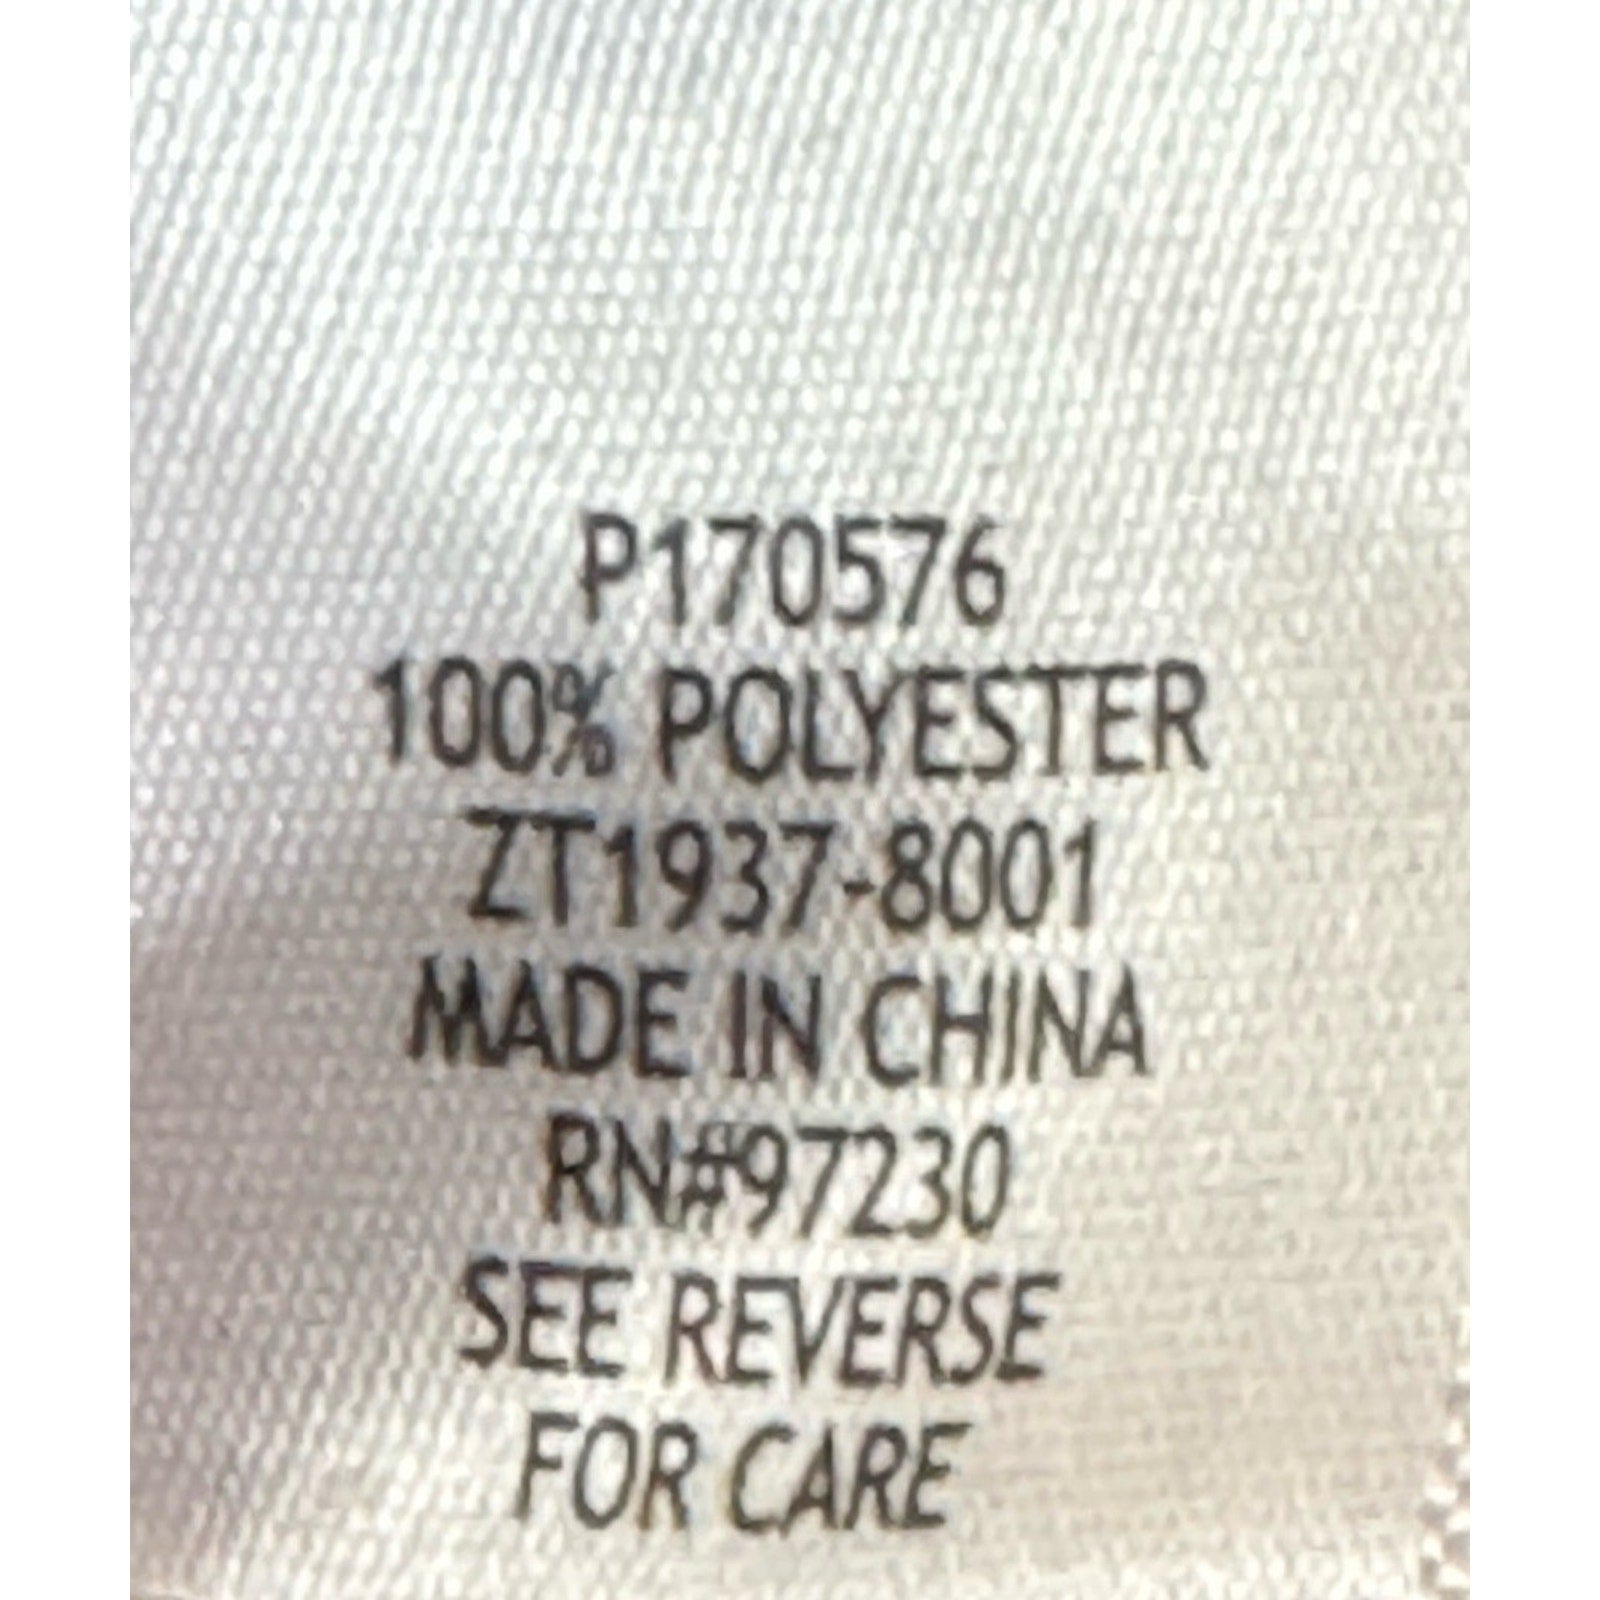 P170576
100% POLYESTER
ZT1937-8001
MADE IN CHINA
RN#97230
SEE REVERSE
FOR CARE